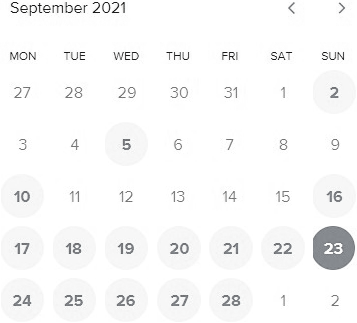 September 2021
MON TUE WED THU FRI SAT SUN
27 28 29 30 31 1 2
3 4 5 6 7 8 9
10 11 12 13 14 15 16
17 18 19 20 21 22 23
24 25 26 27 28 1 2